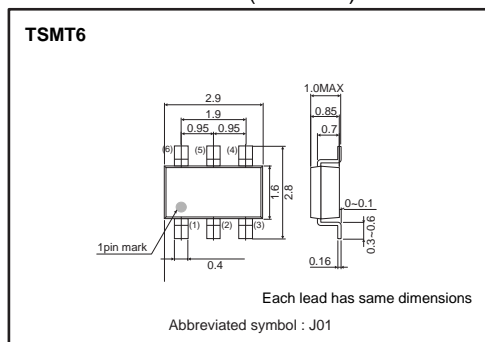 TSMT6
1.0MAX
2.9
0.85
1.9
0.7
0.95 0.95
(6) (5) (4)
1.6
2.8
0~0.1
0.3~0.6
(1) (2) (3)
1pin mark
0.4
0.16
Each lead has same dimensions
Abbreviated symbol : J01